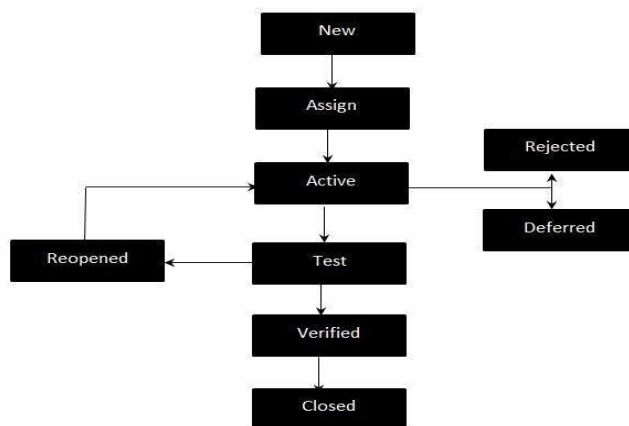 New
Assign
Rejected
Active
Deferred
Reopened
Test
Verified
Closed